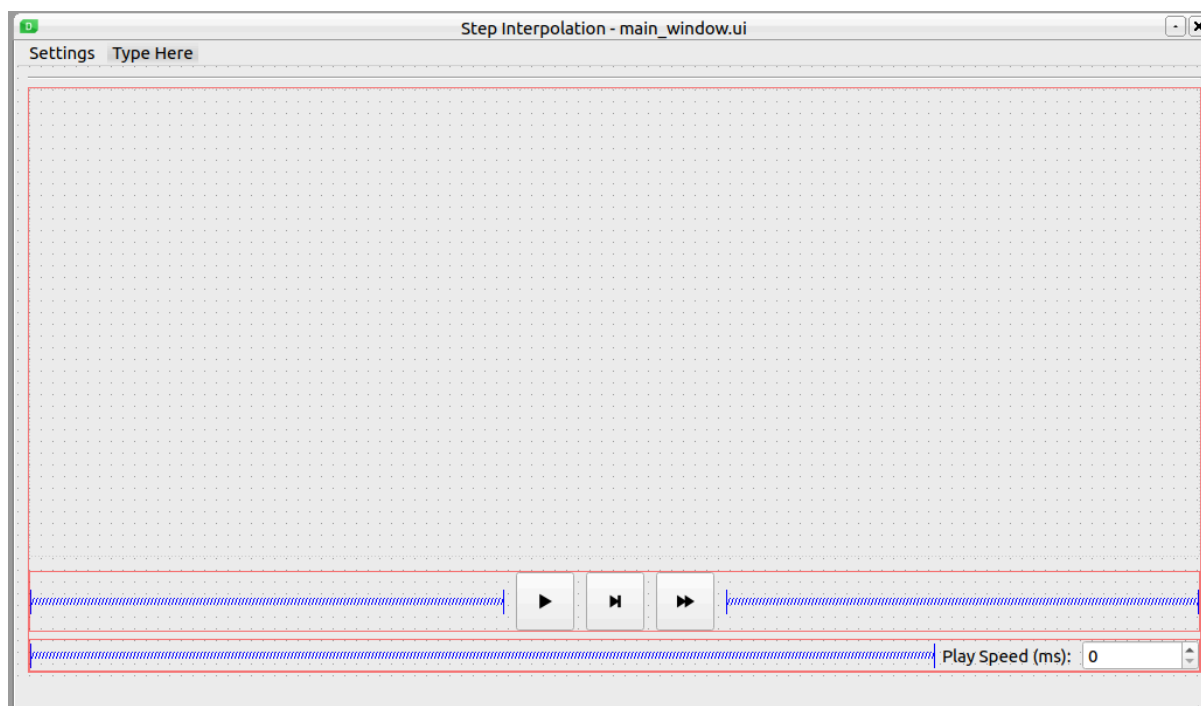 D
Step Interpolation - main_window.ui
Settings Type Here
Play Speed (ms): 0